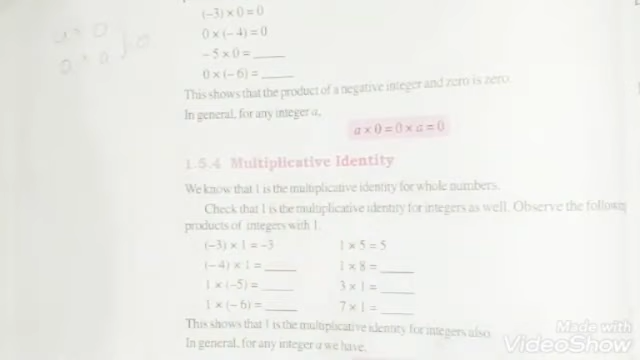 (−3) × 0 = 0
0 × (− 4) = 0
− 5 × 0 = _____
0 × (− 6) = _____
This shows that the product of a negative integer and zero is zero.
In general, for any integer a,
a × 0 = 0 × a = 0
1.5.4 Multiplicative Identity
We know that 1 is the multiplicative identity for whole numbers.
Check that 1 is the multiplicative identity for integers as well. Observe the following
products of integers with 1.
(−3) × 1 = −3 1 × 5 = 5
(− 4) × 1 = _____ 1 × 8 = _____
1 × (− 5) = _____ 3 × 1 = _____
1 × (− 6) = _____ 7 × 1 = _____
This shows that 1 is the multiplicative identity for integers also.
In general, for any integer a we have,
Made with
VideoShow